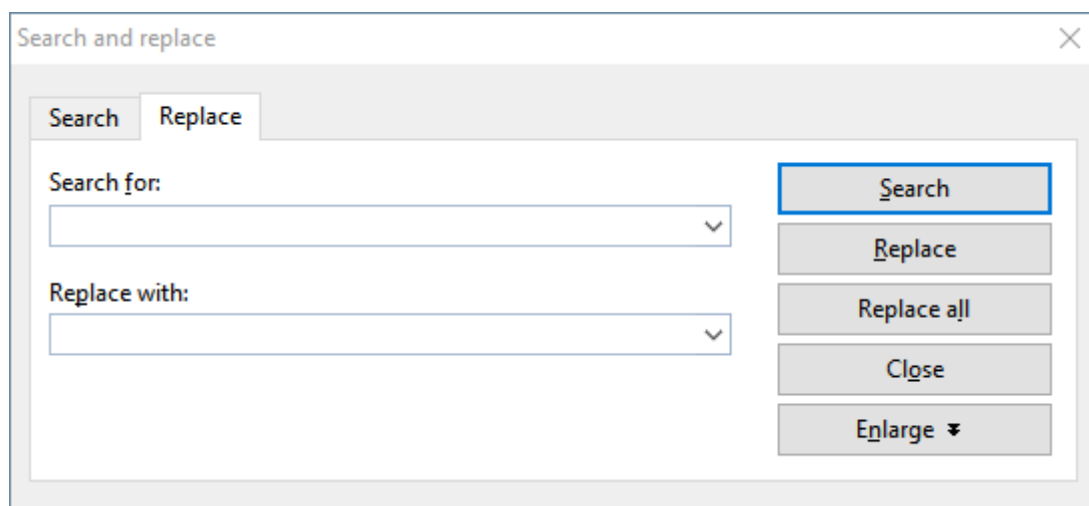 Search and replace
Search Replace
Search for:
Search
Replace
Replace with:
Replace all
Close
Enlarge